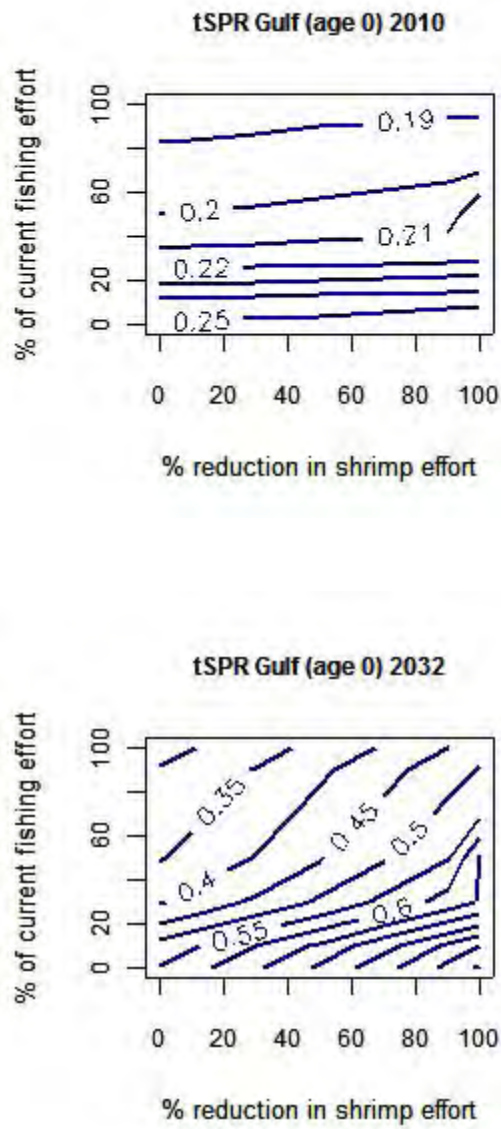 tSPR Gulf (age 0) 2010
% of current fishing effort
100
60
20
0
0.19
0.2
0.21
0.22
0.25
0 20 40 60 80 100
% reduction in shrimp effort
tSPR Gulf (age 0) 2032
% of current fishing effort
100
60
20
0
0.35
0.45
0.5
0.4
0.6
0.55
0 20 40 60 80 100
% reduction in shrimp effort